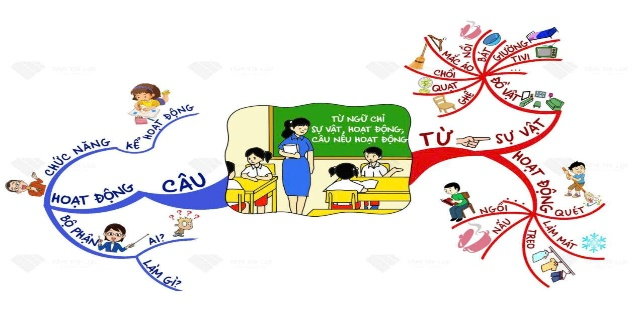 TỪ NGỮ CHỈ
SỰ VẬT, HOẠT ĐỘNG,
CÂU NÊU HOẠT ĐỘNG
CÂU
HOẠT ĐỘNG
CHỨC NĂNG
KỂ HOẠT ĐỘNG
BỘ PHẬN
AI?
LÀM GÌ?
TỪ
SỰ VẬT
ĐỒ VẬT
GHẾ
QUẠT
CHỔI
MẮC ÁO
NỒI
BÁT
GIƯỜNG
TIVI
...
HOẠT ĐỘNG
NGỒI
NẤU
TREO
LÀM MÁT
QUÉT
...